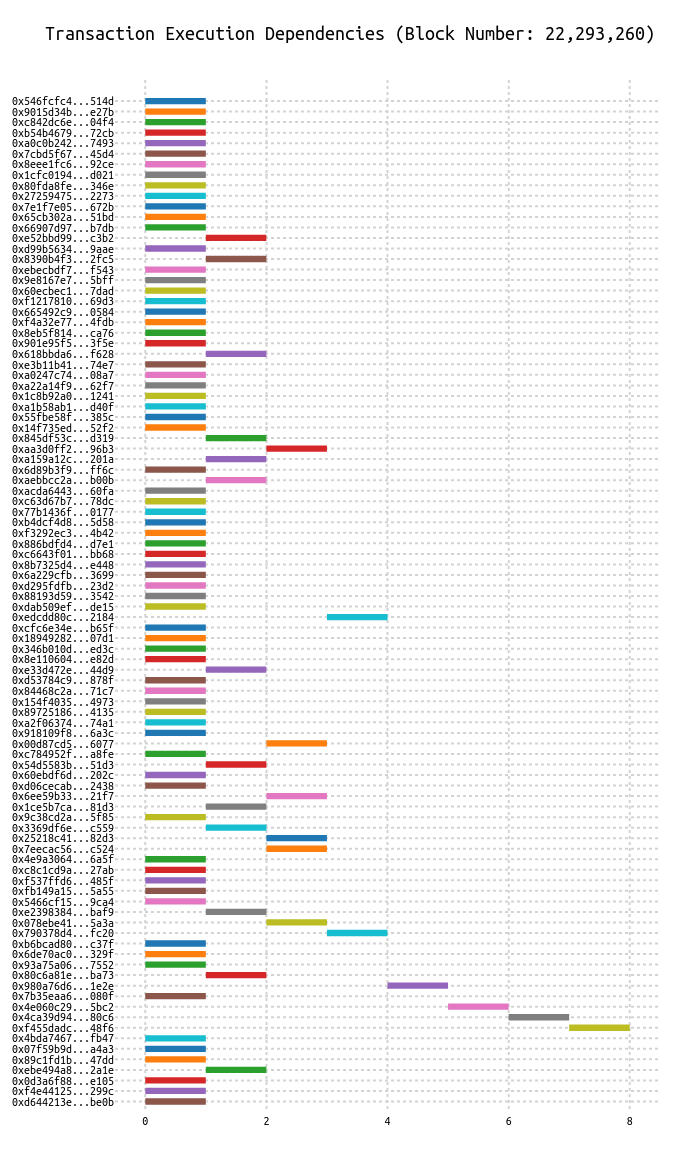 Transaction Execution Dependencies (Block Number: 22,293,260)
0x546fcfc4...514d
0x9015d34b...e27b
0xc842dc6e...04f4
0xb54b4679...72cb
0xa0c0b242...7493
0x7cbd5f67...45d4
0x8eee1fc6...92ce
0x1cfc0194...d021
0x80fda8fe...346e
0x27259475...2273
0x7e1f7e05...672b
0x65cb302a...51bd
0x66907d97...b7db
0xe52bbd99...c3b2
0xd99b5634...9aae
0x8390b4f3...2fc5
0xebecbdf7...f543
0x9e8167e7...5bff
0x60ecbec1...7dad
0xf1217810...69d3
0x665492c9...0584
0xf4a32e77...4fdb
0x8eb5f814...ca76
0x901e95f5...3f5e
0x618bbda6...f628
0xe3b11b41...74e7
0xa0247c74...08a7
0xa22a14f9...62f7
0x1c8b92a0...1241
0xa1b58ab1...d40f
0x55fbe58f...385c
0x14f735ed...52f2
0x845df53c...d319
0xaa3d0ff2...96b3
0xa159a12c...201a
0x6d89b3f9...ff6c
0xaebbcc2a...b00b
0xacda6443...60fa
0xc63d67b7...78dc
0x77b1436f...0177
0xb4dcf4d8...5d58
0xf3292ec3...4b42
0x886bdfd4...d7e1
0xc6643f01...bb68
0x8b7325d4...e448
0x6a229cfb...3699
0xd295fdfb...23d2
0x88193d59...3542
0xdab509ef...de15
0xedcdd80c...2184
0xcfc6e34e...b65f
0x18949282...07d1
0x346b010d...ed3c
0x8e110604...e82d
0xe33d472e...44d9
0xd53784c9...878f
0x84468c2a...71c7
0x154f4035...4973
0x89725186...4135
0xa2f06374...74a1
0x918109f8...6a3c
0x00d87cd5...6077
0xc784952f...a8fe
0x54d5583b...51d3
0x60ebdf6d...202c
0xd06cecab...2438
0x6ee59b33...21f7
0x1ce5b7ca...81d3
0x9c38cd2a...5f85
0x3369df6e...c559
0x25218c41...82d3
0x7eecac56...c524
0x4e9a3064...6a5f
0xc8c1cd9a...27ab
0xf537ffd6...485f
0xfb149a15...5a55
0x5466cf15...9ca4
0xe2398384...baf9
0x078ebe41...5a3a
0x790378d4...fc20
0xb6bcad80...c37f
0x6de70ac0...329f
0x93a75a06...7552
0x80c6a81e...ba73
0x980a76d6...1e2e
0x7b35eaa6...080f
0x4e060c29...5bc2
0x4ca39d94...80c6
0xf455dadc...48f6
0x4bda7467...fb47
0x07f59b9d...a4a3
0x89c1fd1b...47dd
0xebe494a8...2a1e
0x0d3a6f88...e105
0xf4e44125...299c
0xd644213e...be0b
0 2 4 6 8